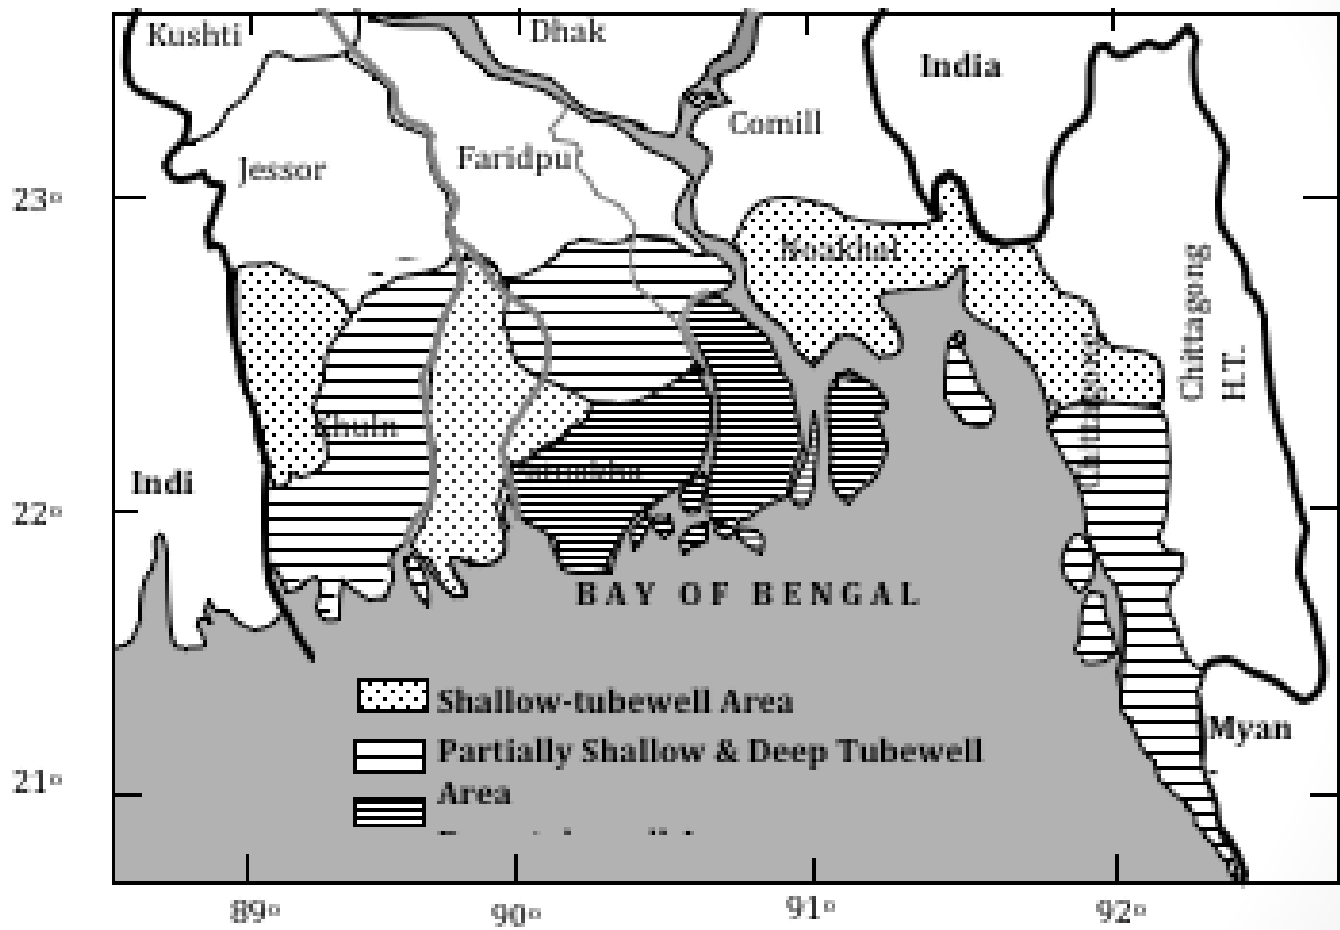 Kushti
Dhak
India
Comill
Jessor
Faridpu
23°
Noakhal
Chittagong
H.T.
Chittagong
Khuln
Indi
22°
BAY OF BENGAL
Shallow-tubewell Area
Partially Shallow & Deep Tubewell
Area
Myan
21°
89°
90°
91°
92°